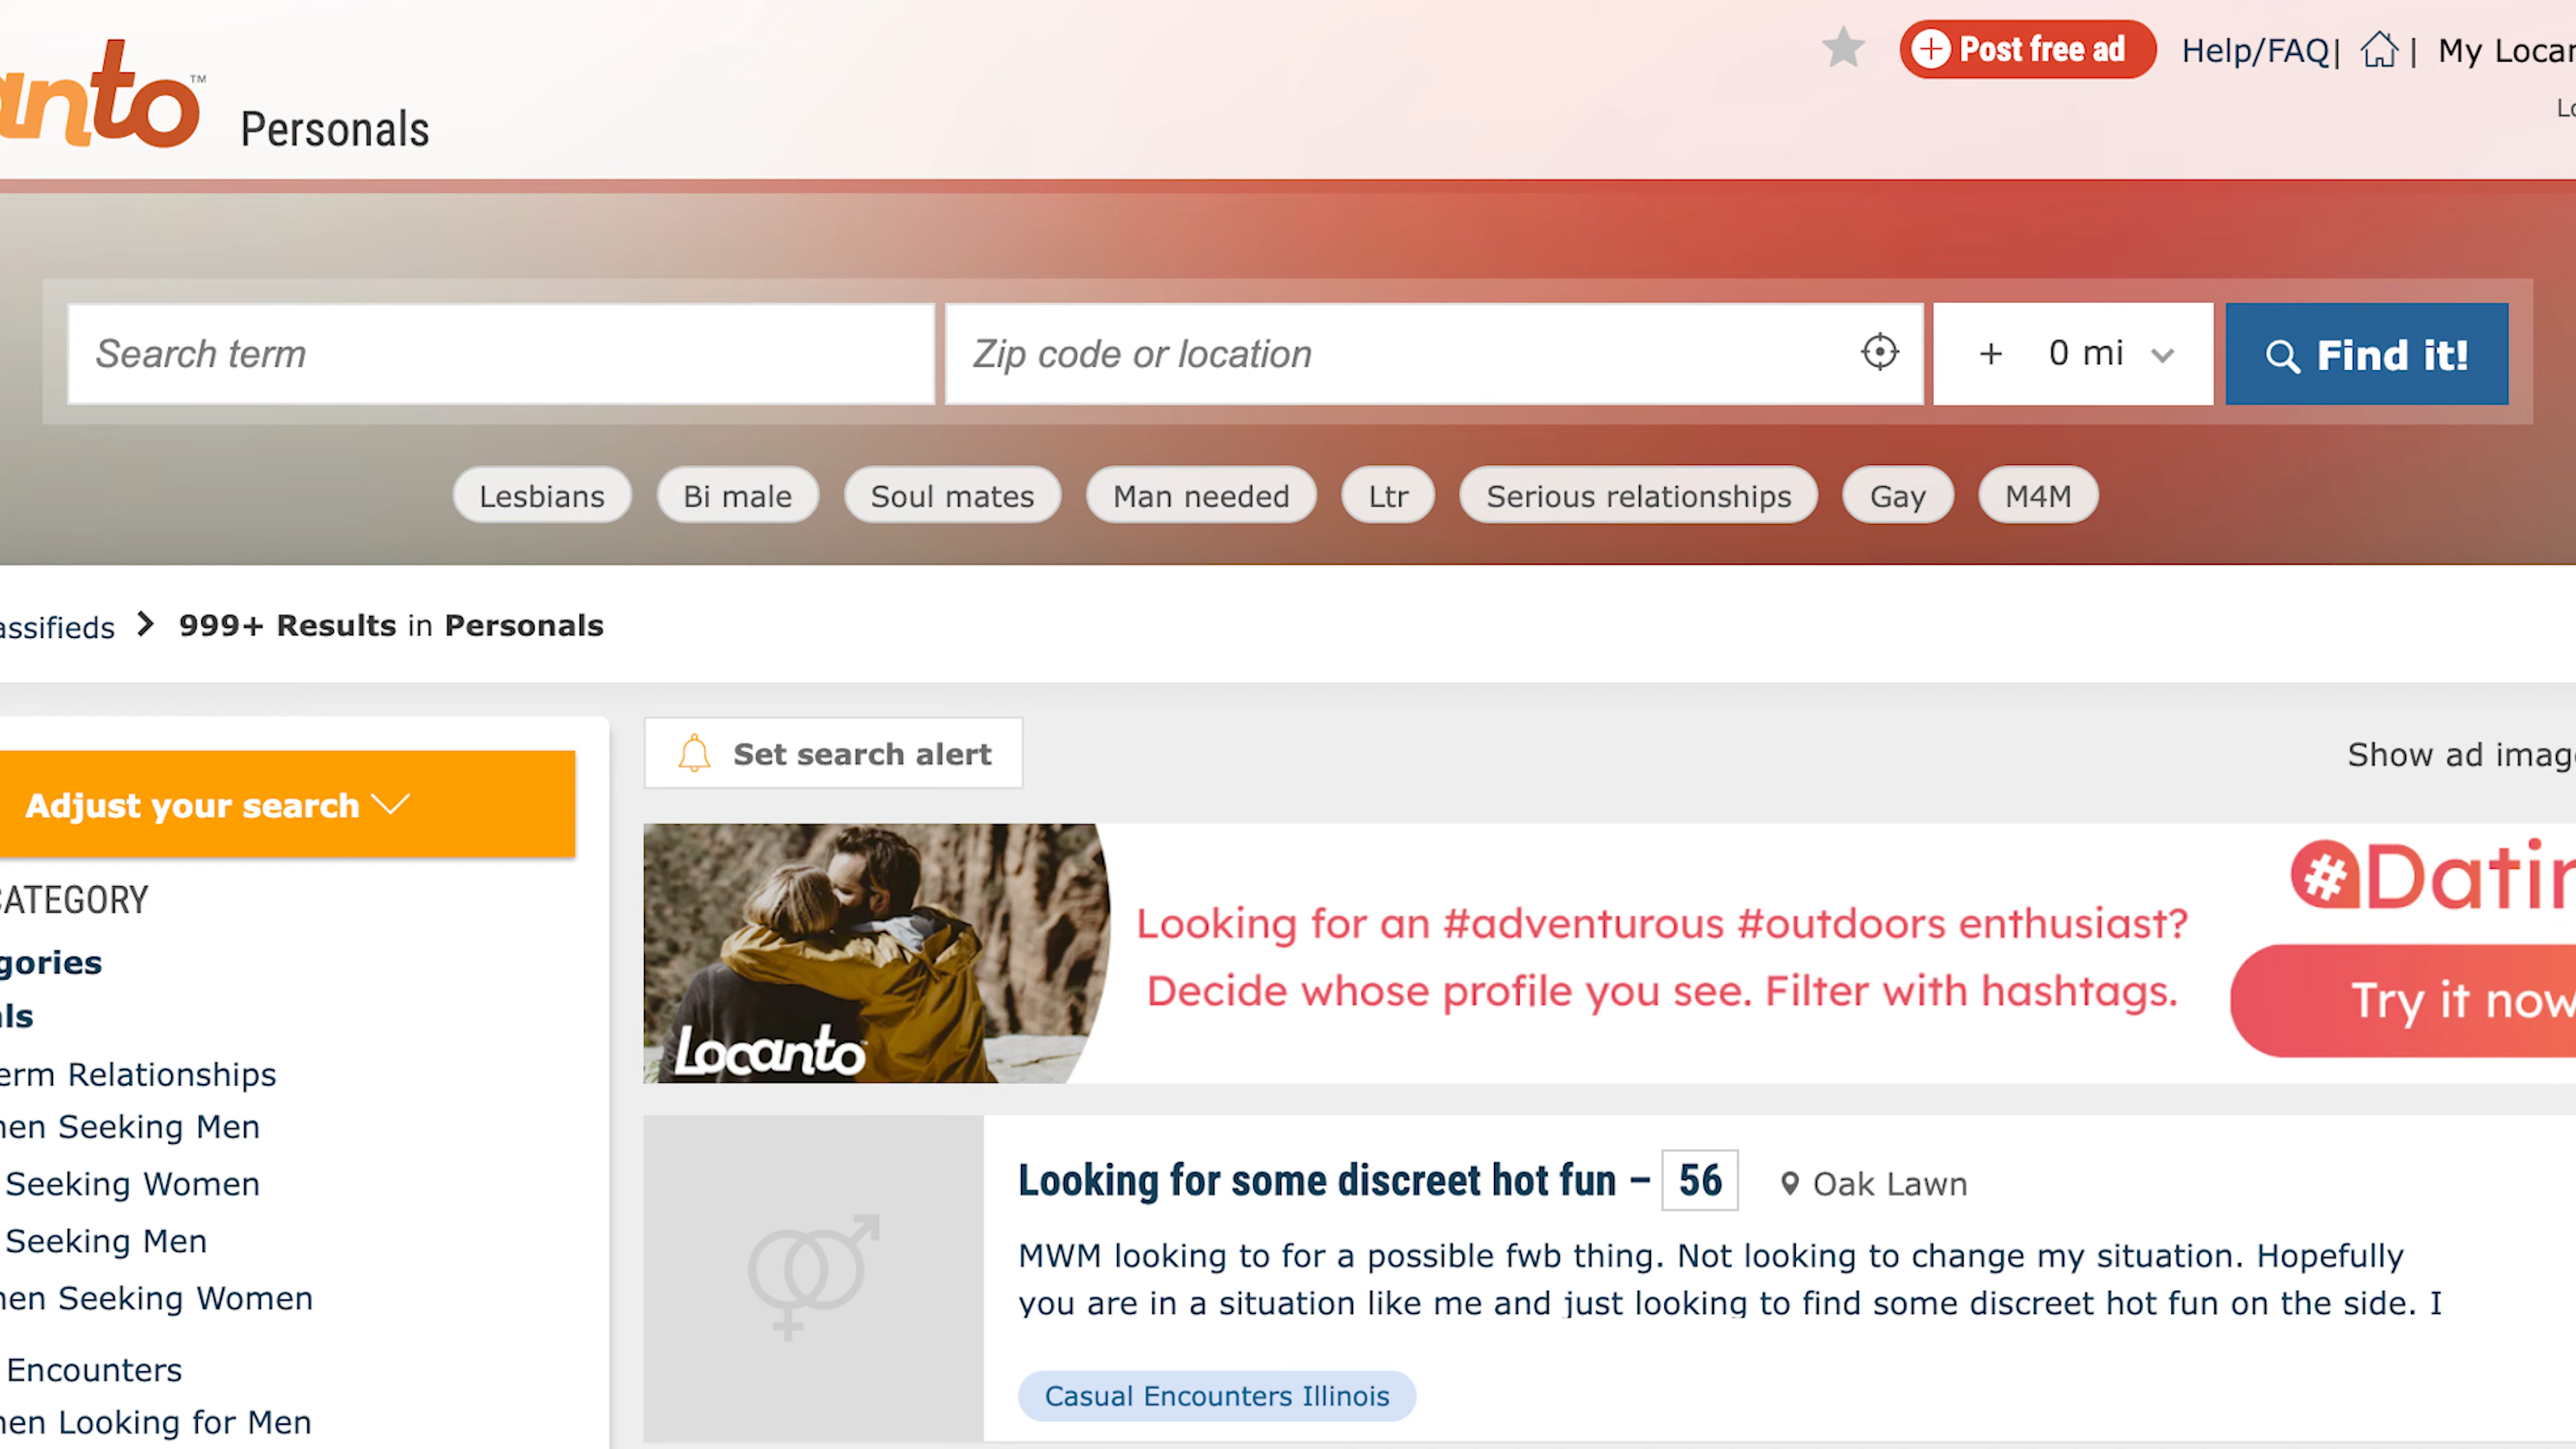 anto™ Personals
Post free ad Help/FAQ| | My Locan
Lo
Search term
Zip code or location
+ 0 mi
Find it!
Lesbians
Bi male
Soul mates
Man needed
Ltr
Serious relationships
Gay
M4M
assifieds > 999+ Results in Personals
Adjust your search
CATEGORY
gories
ls
erm Relationships
nen Seeking Men
Seeking Women
Seeking Men
nen Seeking Women
Encounters
nen Looking for Men
Set search alert
Show ad image
Locanto
Looking for an #adventurous #outdoors enthusiast?
Decide whose profile you see. Filter with hashtags.
#Datin
Try it now
Looking for some discreet hot fun – 56 Oak Lawn
MWM looking to for a possible fwb thing. Not looking to change my situation. Hopefully
you are in a situation like me and just looking to find some discreet hot fun on the side. I
Casual Encounters Illinois